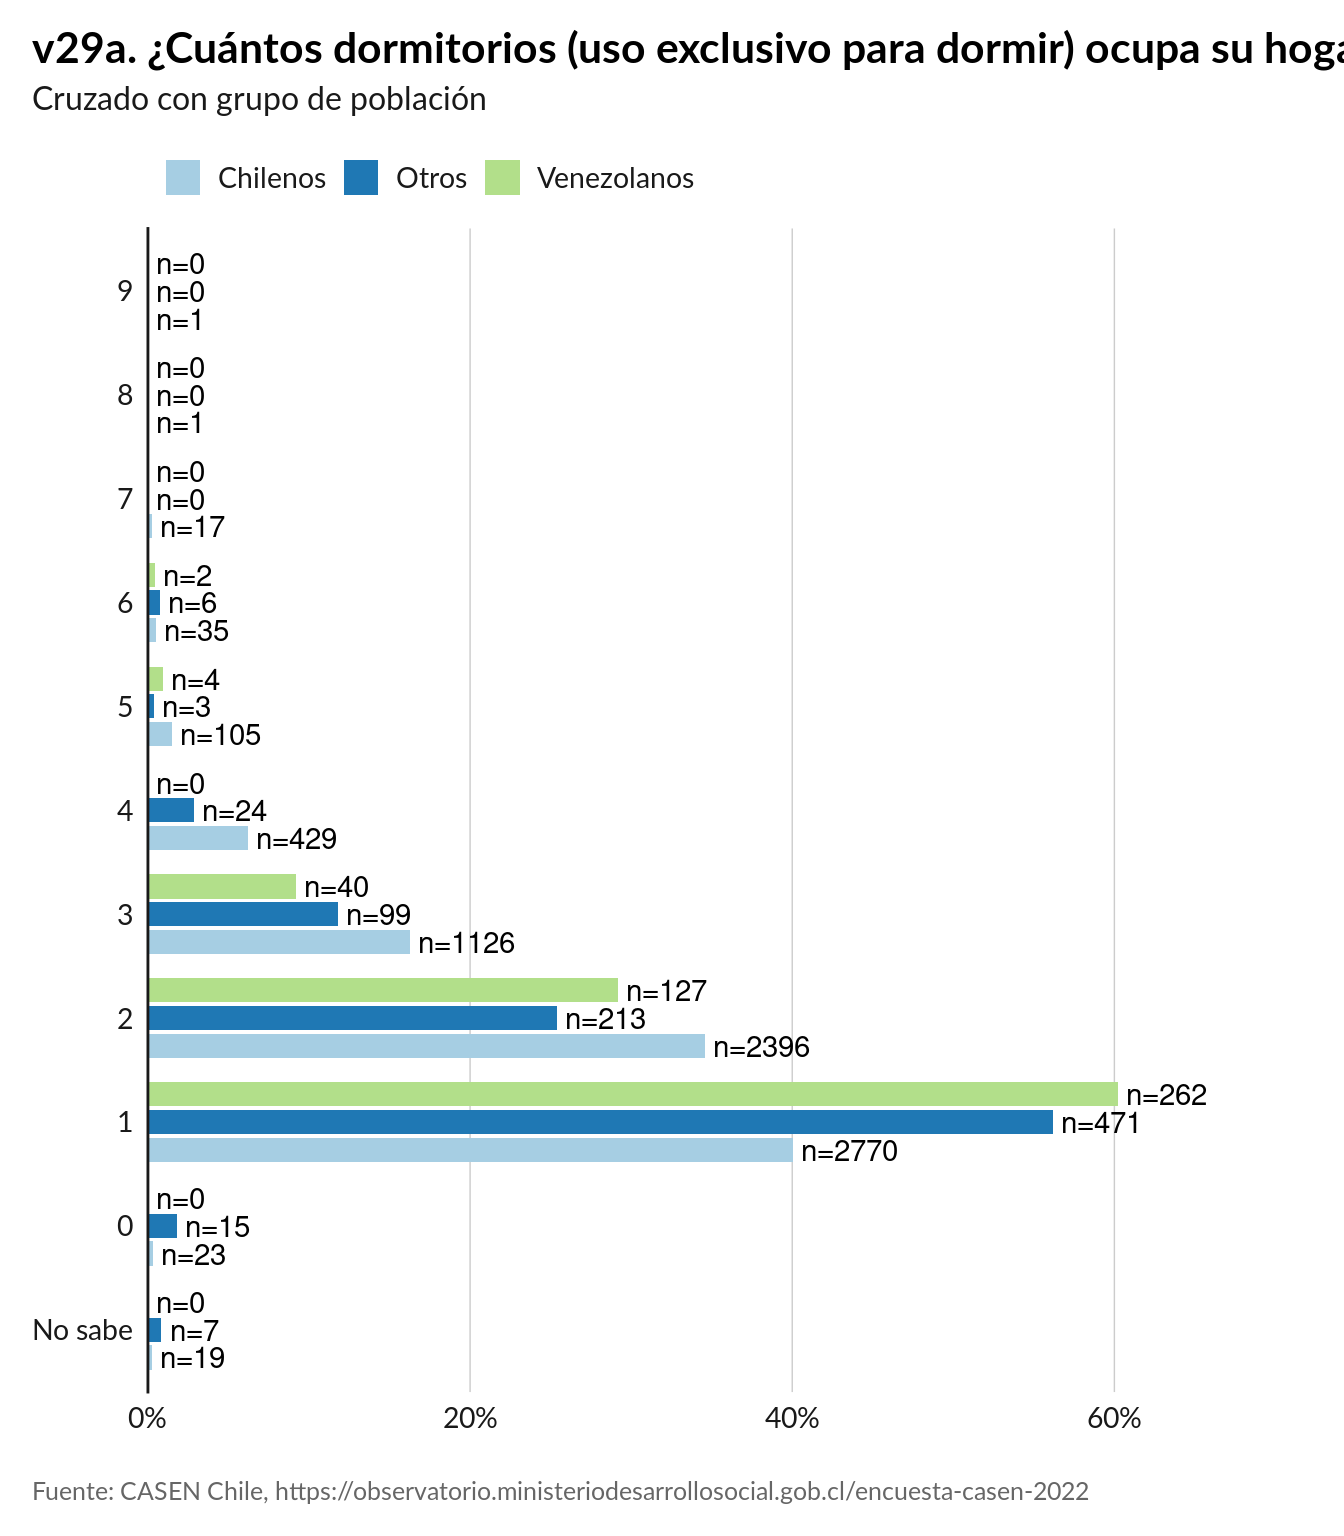 v29a. ¿Cuántos dormitorios (uso exclusivo para dormir) ocupa su hoga
Cruzado con grupo de población
Chilenos Otros Venezolanos
n=0
9 n=0
n=1
n=0
8 n=0
n=1
n=0
7 n=0
n=17
n=2
6 n=6
n=35
n=4
5 n=3
n=105
n=0
4 n=24
n=429
n=40
3 n=99
n=1126
n=127
2 n=213
n=2396
n=262
1 n=471
n=2770
n=0
0 n=15
n=23
n=0
No sabe n=7
n=19
0% 20% 40% 60%
Fuente: CASEN Chile, https://observatorio.ministeriodesarrollosocial.gob.cl/encuesta-casen-2022